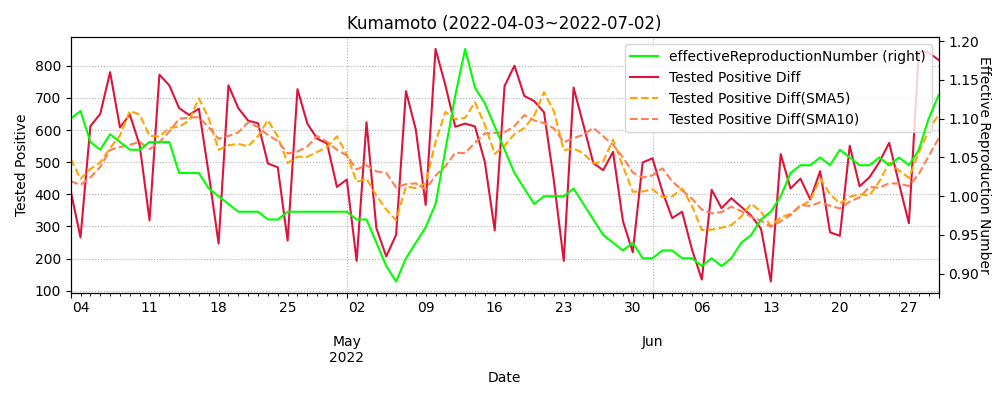 Kumamoto (2022-04-03~2022-07-02)
effectiveReproductionNumber (right)
Tested Positive Diff
Tested Positive Diff(SMA5)
Tested Positive Diff(SMA10)
Tested Positive
800
700
600
500
400
300
200
100
1.20
1.15
1.10
1.05
1.00
0.95
0.90
Effective Reproduction Number
04 11 18 25 02 09 16 23 30 06 13 20 27
May Jun
2022
Date